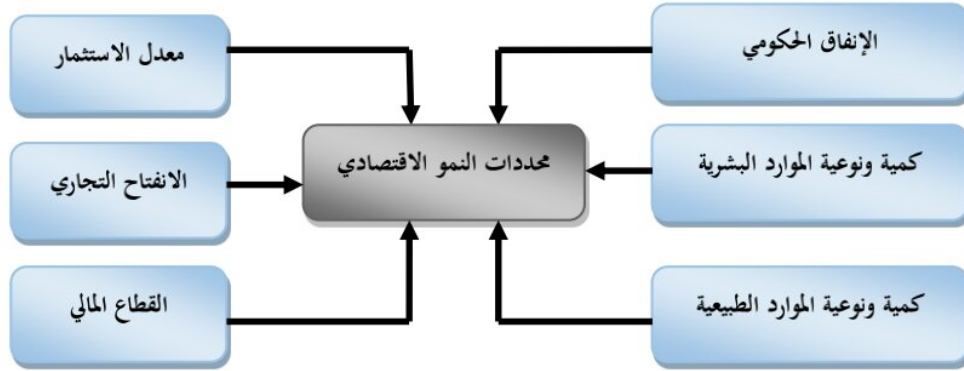 الإنفاق الحكومي
معدل الاستثمار
محددات النمو الاقتصادي
كمية ونوعية الموارد البشرية
الانفتاح التجاري
كمية ونوعية الموارد الطبيعية
القطاع المالي